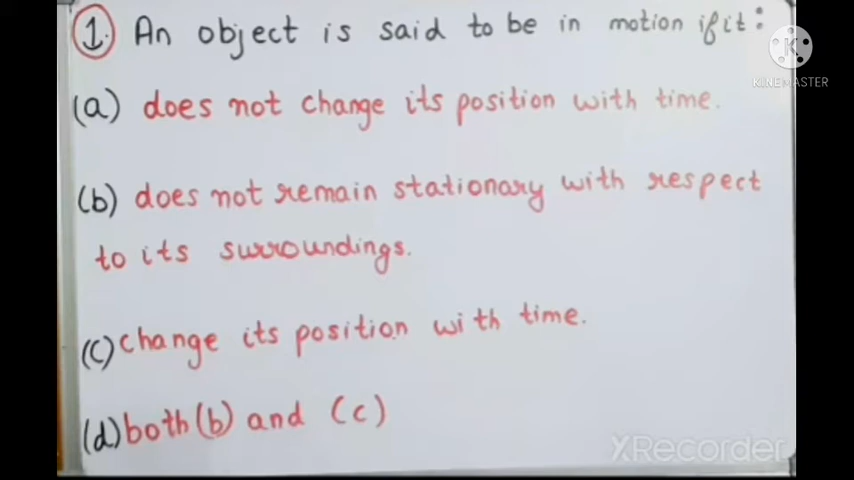 1. An object is said to be in motion if it:
KINEMASTER
(a) does not change its position with time.
(b) does not remain stationary with respect
to its surroundings.
(c) change its position with time.
(d) both (b) and (c)
XRecorder